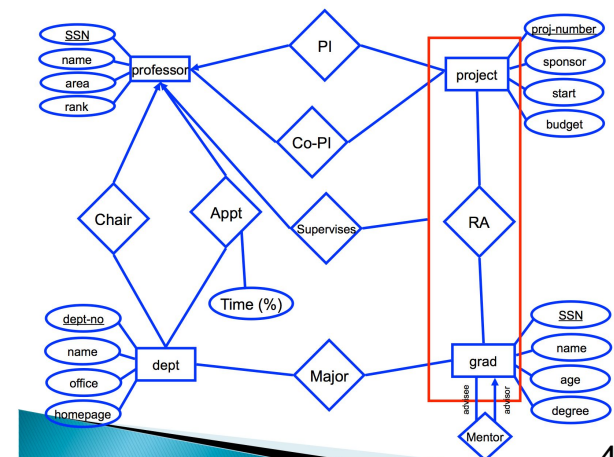 SSN
name
area
rank
professor
PI
Co-PI
project
proj-number
sponsor
start
budget
Chair
Appt
Supervises
RA
Time (%)
dept-no
name
office
homepage
dept
Major
grad
SSN
name
age
degree
advisee
advisor
Mentor
4